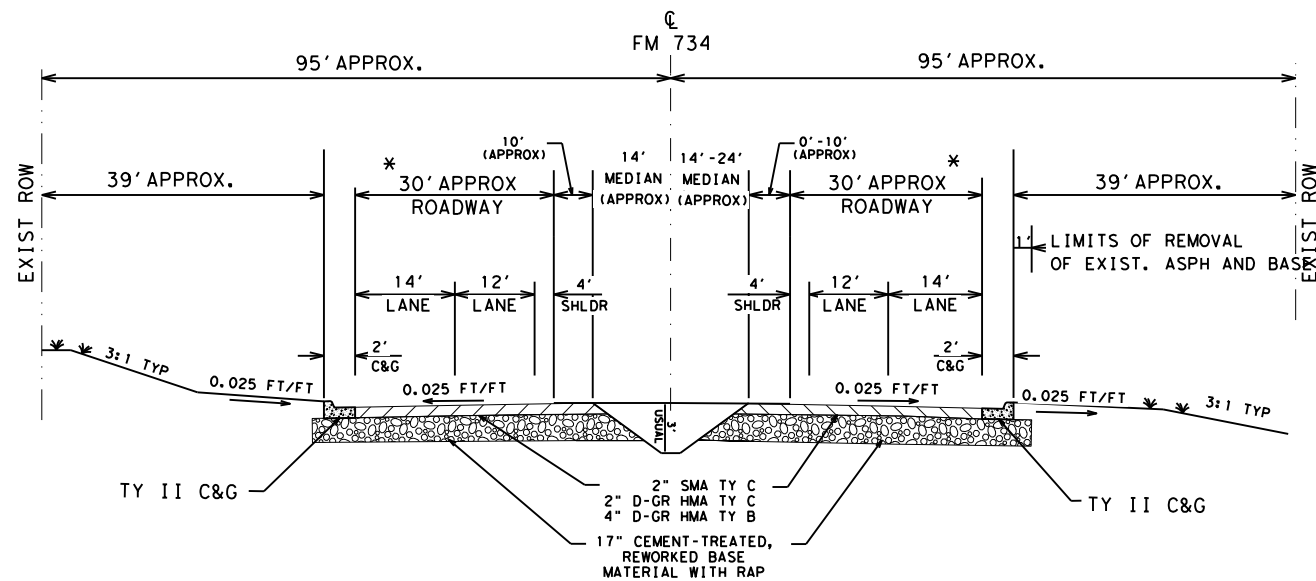 ℄
FM 734
95' APPROX.
95' APPROX.
EXIST ROW
EXIST ROW
39' APPROX.
*
30' APPROX
ROADWAY
10'
(APPROX)
14'
MEDIAN
(APPROX)
14'-24'
MEDIAN
(APPROX)
0'-10'
(APPROX)
*
30' APPROX
ROADWAY
39' APPROX.
1'
LIMITS OF REMOVAL
OF EXIST. ASPH AND BASE
14'
LANE
12'
LANE
4'
SHLDR
4'
SHLDR
12'
LANE
14'
LANE
2'
C&G
2'
C&G
3:1 TYP
0.025 FT/FT
0.025 FT/FT
0.025 FT/FT
0.025 FT/FT
3:1 TYP
3'
USUAL
TY II C&G
2" SMA TY C
2" D-GR HMA TY C
4" D-GR HMA TY B
TY II C&G
17" CEMENT-TREATED,
REWORKED BASE
MATERIAL WITH RAP